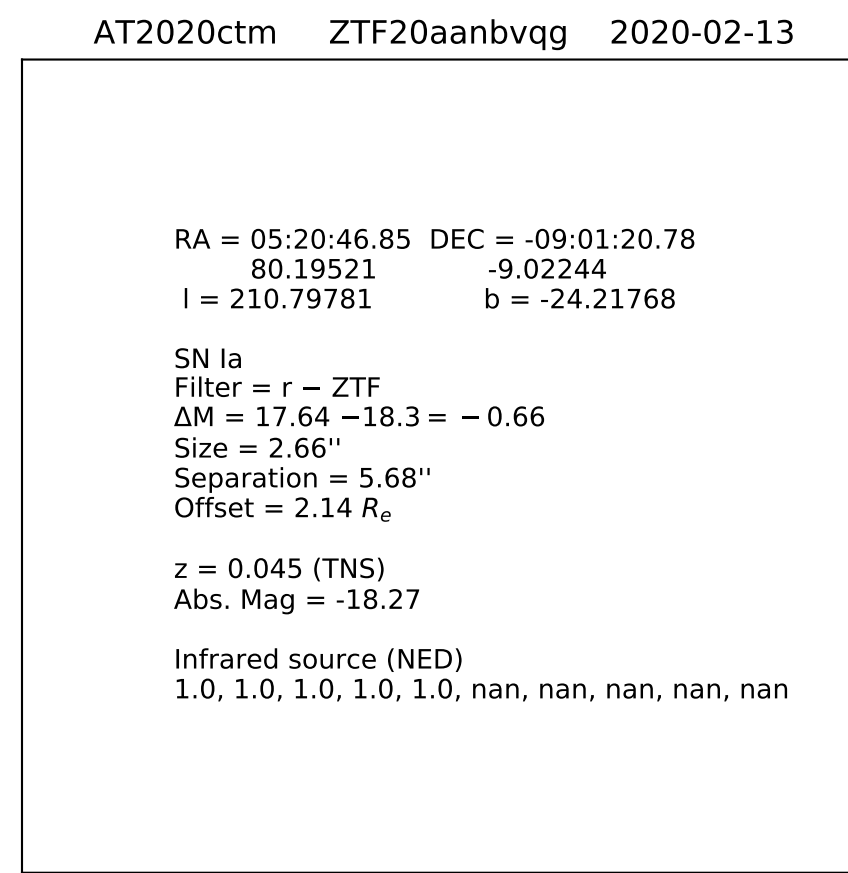 AT2020ctm ZTF20aanbvqg 2020-02-13
RA = 05:20:46.85 DEC = -09:01:20.78
80.19521 -9.02244
l = 210.79781 b = -24.21768
SN Ia
Filter = r − ZTF
ΔM = 17.64 −18.3 = − 0.66
Size = 2.66''
Separation = 5.68''
Offset = 2.14 Rₑ
z = 0.045 (TNS)
Abs. Mag = -18.27
Infrared source (NED)
1.0, 1.0, 1.0, 1.0, 1.0, nan, nan, nan, nan, nan